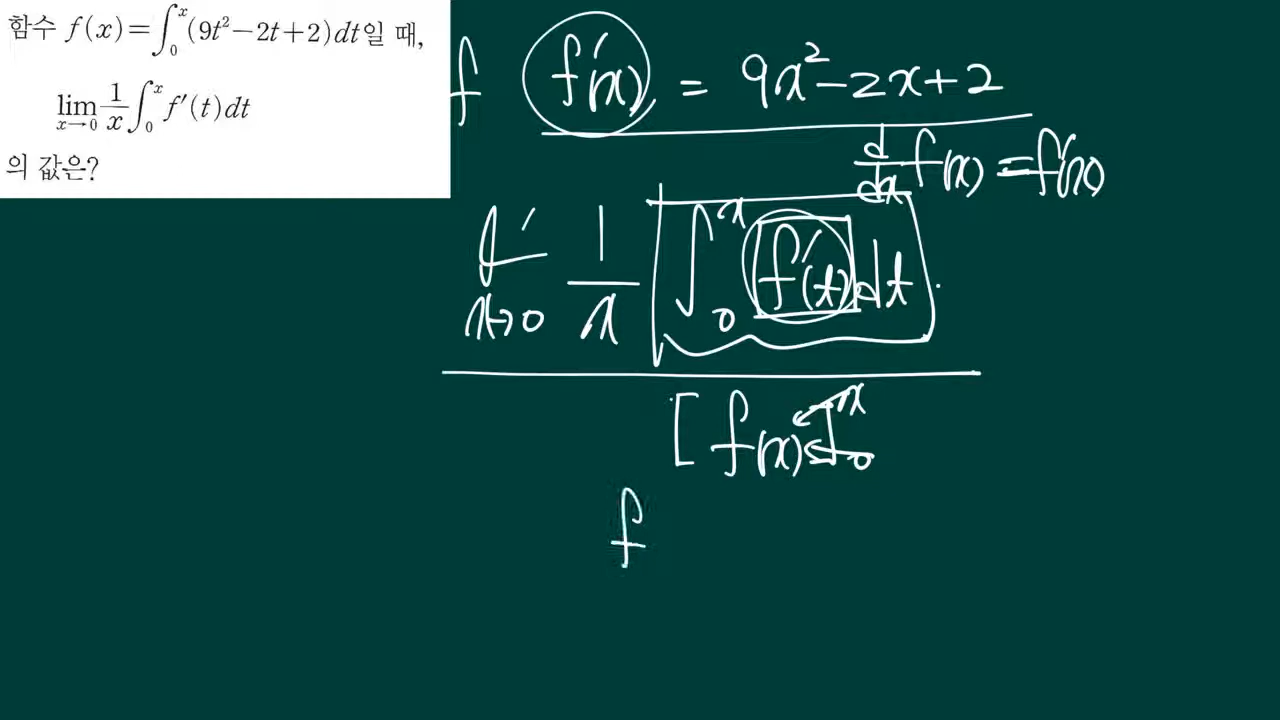 함수 f(x)=∫₀ˣ(9t²−2t+2)dt일 때,
lim x→0 1/x ∫₀ˣ f′(t)dt
의 값은?
f f′(x) = 9x²−2x+2
d/dx f(x) = f′(x)
x→0 1/x ∫₀ˣ f′(t)dt.
[f(x)]₀ˣ
f